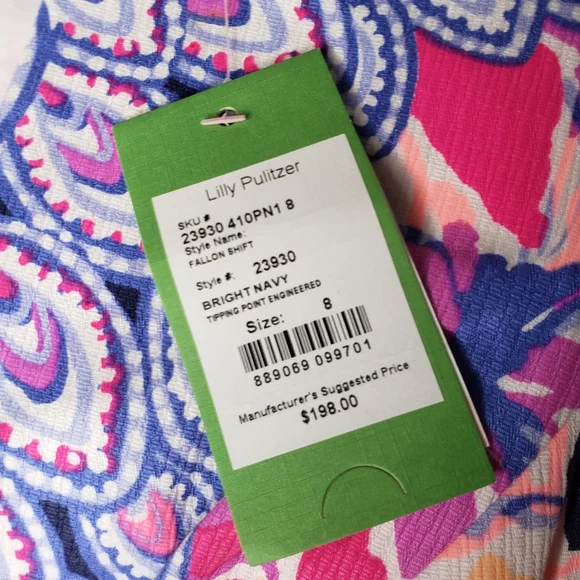 Lilly Pulitzer
SKU #
23930 410PN1 8
Style Name:
FALLON SHIFT
Style #: 23930
BRIGHT NAVY
TIPPING POINT ENGINEERED
Size: 8
889069 099701
Manufacturer's Suggested Price
$198.00